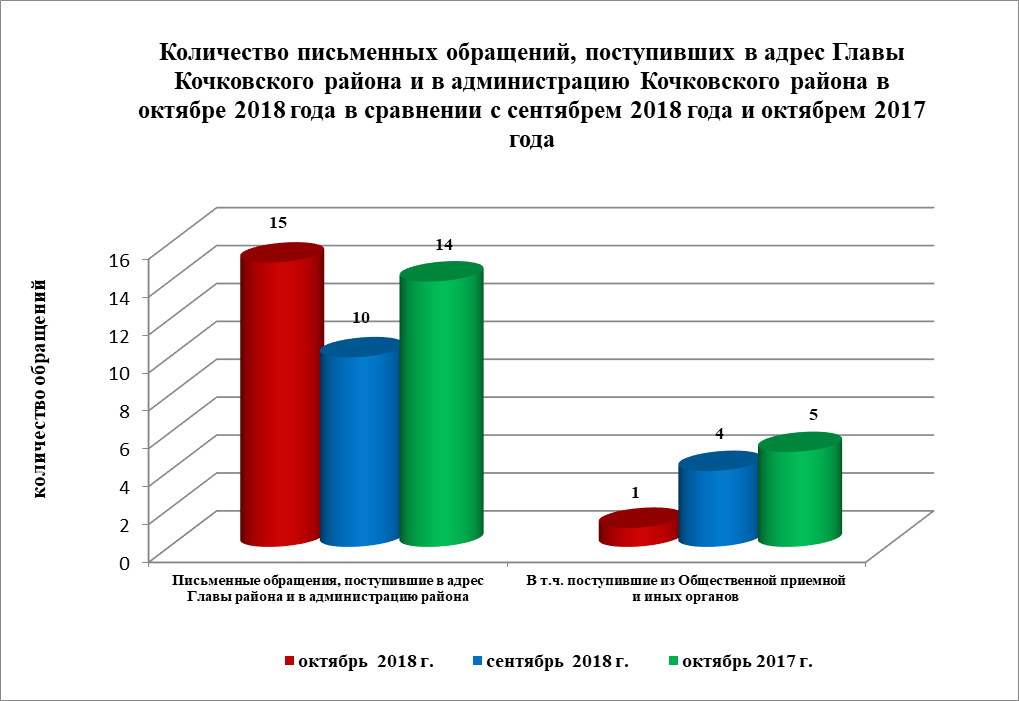 Количество письменных обращений, поступивших в адрес Главы
Кочковского района и в администрацию Кочковского района в
октябре 2018 года в сравнении с сентябрем 2018 года и октябрем 2017
года
количество обращений
16
14
12
10
8
6
4
2
0
15
10
14
1
4
5
Письменные обращения, поступившие в адрес
Главы района и в администрацию района
В т.ч. поступившие из Общественной приемной
и иных органов
октябрь 2018 г.
сентябрь 2018 г.
октябрь 2017 г.